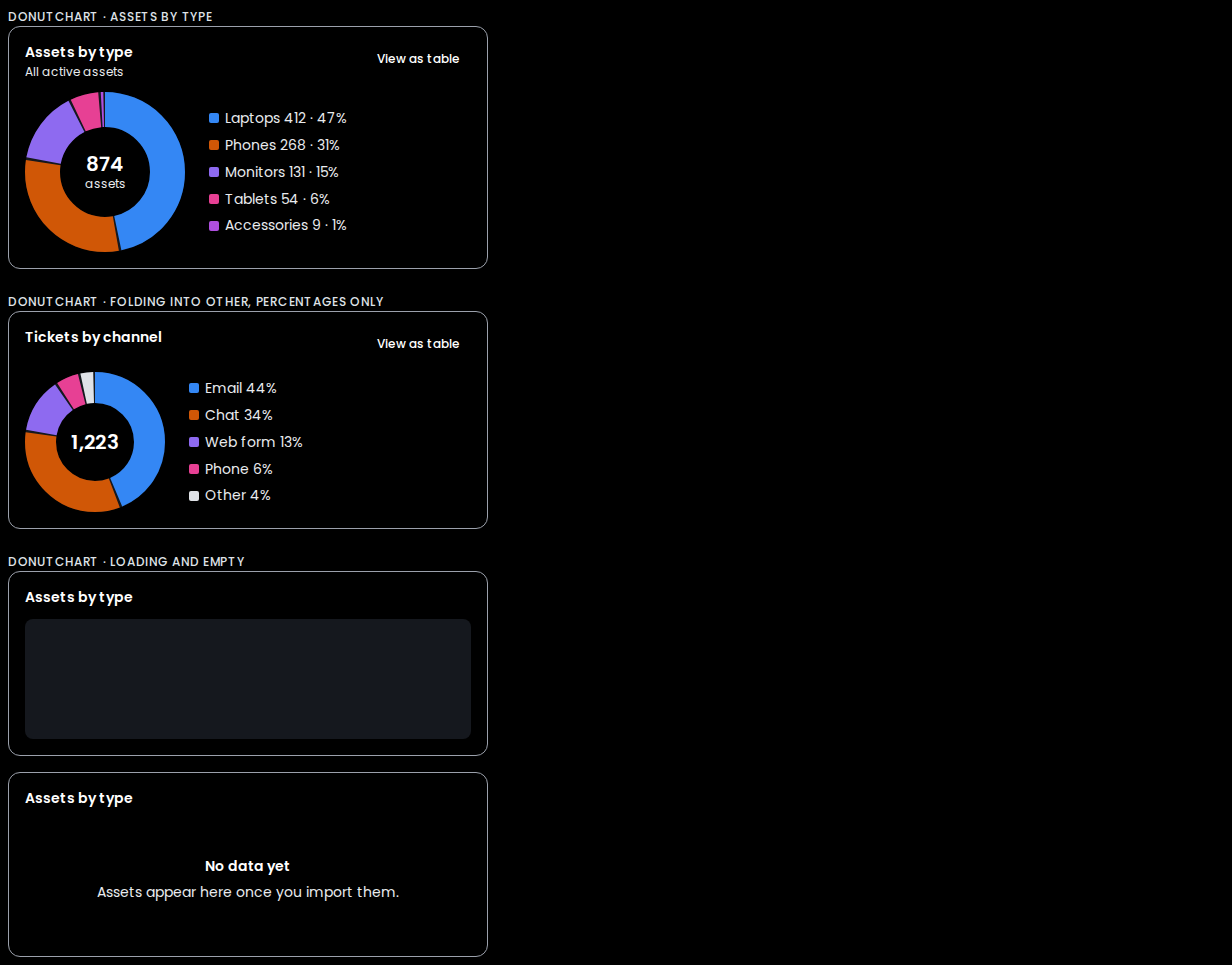 DONUTCHART · ASSETS BY TYPE
Assets by type
View as table
All active assets
874
assets
Laptops 412 · 47%
Phones 268 · 31%
Monitors 131 · 15%
Tablets 54 · 6%
Accessories 9 · 1%
DONUTCHART · FOLDING INTO OTHER, PERCENTAGES ONLY
Tickets by channel
View as table
1,223
Email 44%
Chat 34%
Web form 13%
Phone 6%
Other 4%
DONUTCHART · LOADING AND EMPTY
Assets by type
Assets by type
No data yet
Assets appear here once you import them.